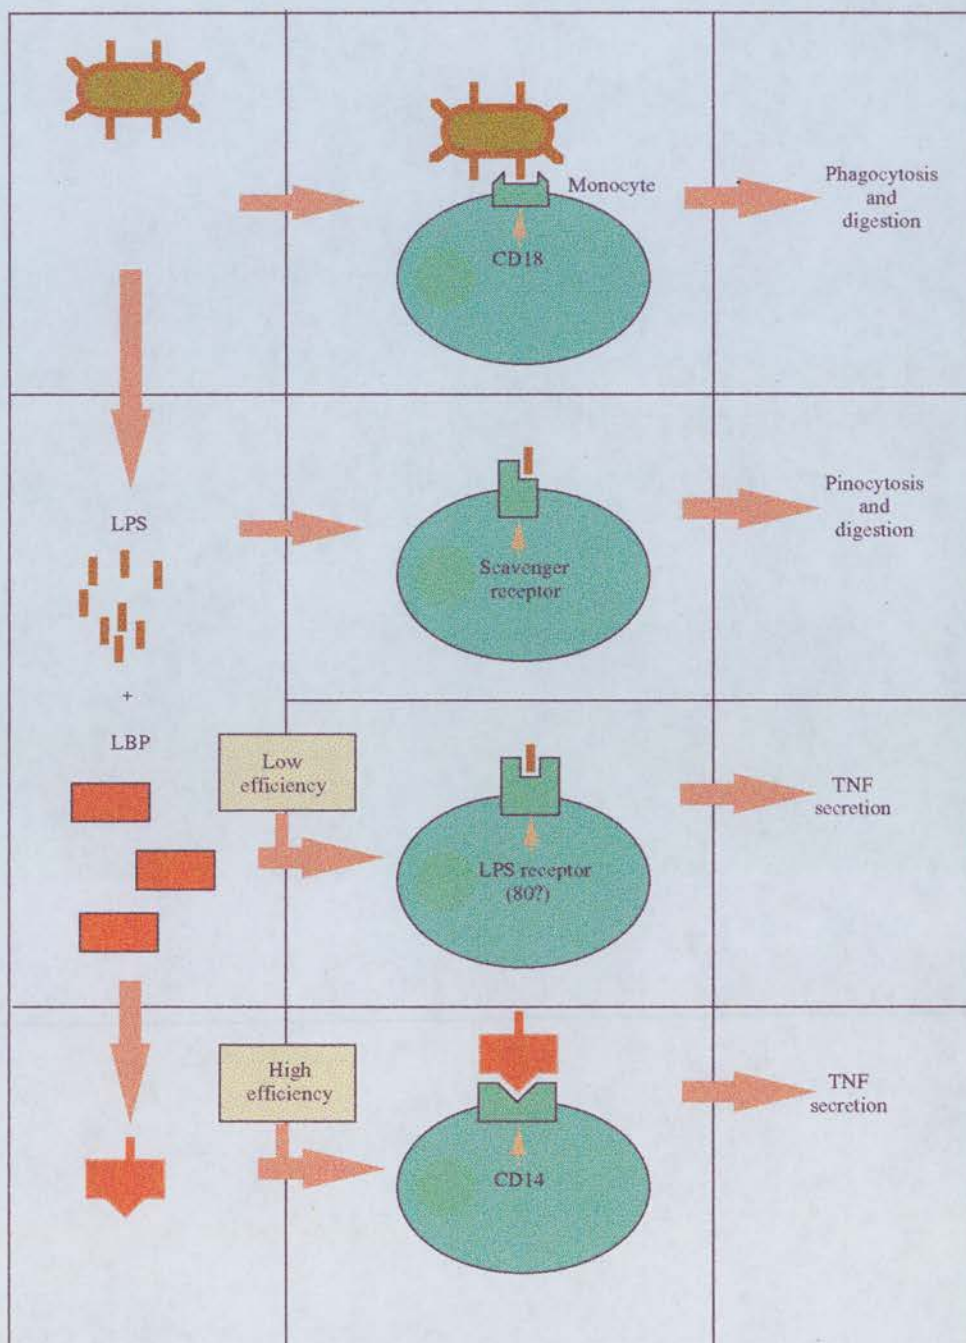 Monocyte
CD18
Phagocytosis
and
digestion
LPS
Scavenger
receptor
Pinocytosis
and
digestion
+
LBP
Low
efficiency
LPS receptor
(80?)
TNF
secretion
High
efficiency
CD14
TNF
secretion